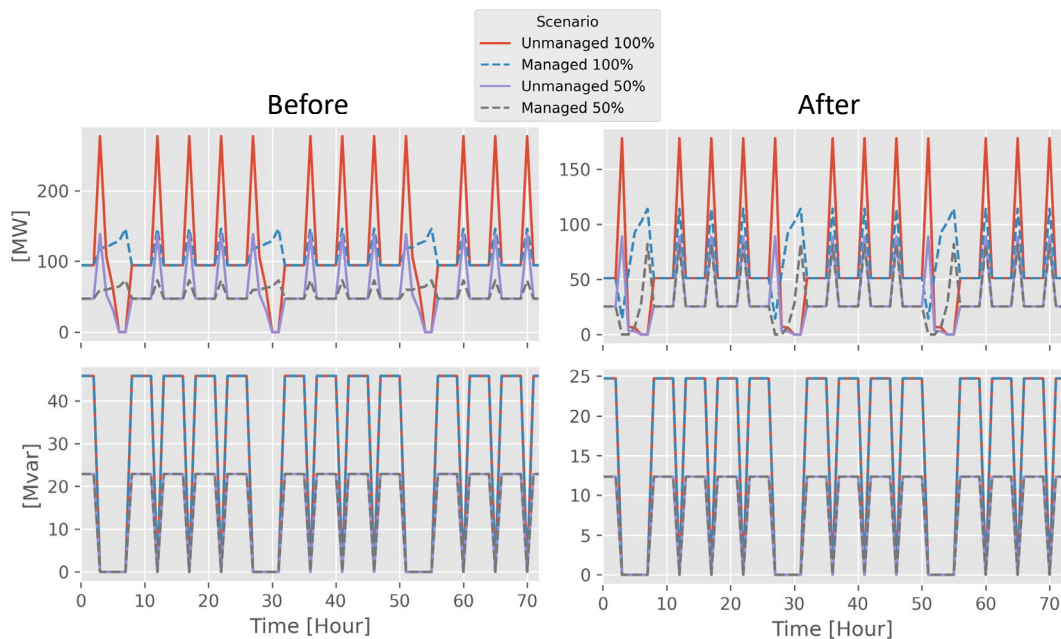 Scenario
Unmanaged 100%
Managed 100%
Unmanaged 50%
Managed 50%
Before
After
[MW]
200
100
0
150
100
50
0
[Mvar]
40
30
20
10
0
25
20
15
10
5
0
0 10 20 30 40 50 60 70
0 10 20 30 40 50 60 70
Time [Hour]
Time [Hour]